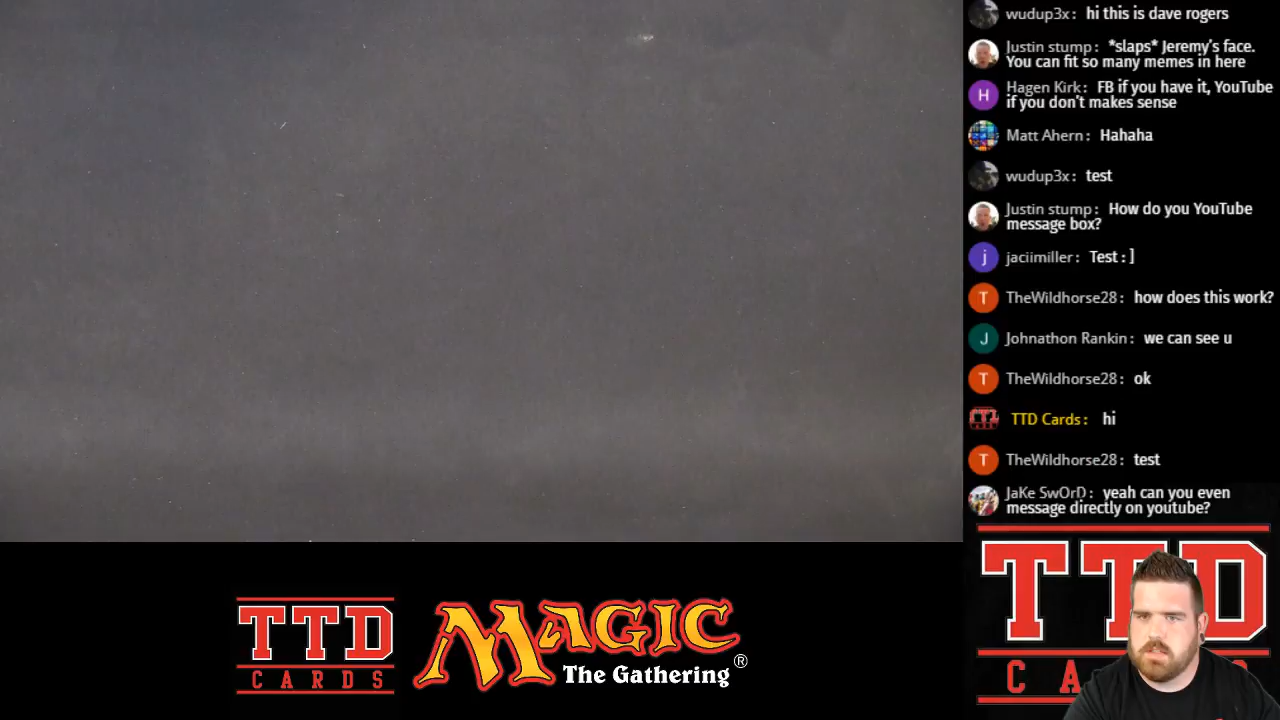 wudup3x: hi this is dave rogers
Justin stump: *slaps* Jeremy's face.
You can fit so many memes in here
H
Hagen Kirk: FB if you have it, YouTube
if you don't makes sense
Matt Ahern: Hahaha
wudup3x: test
Justin stump: How do you YouTube
message box?
j
jaciimiller: Test : ]
T
TheWildhorse28: how does this work?
J
Johnathon Rankin: we can see u
T
TheWildhorse28: ok
TTD Cards: hi
T
TheWildhorse28: test
JaKe SwOrD: yeah can you even
message directly on youtube?
TTD
CARDS
MAGIC
The Gathering®
TTD
CA S